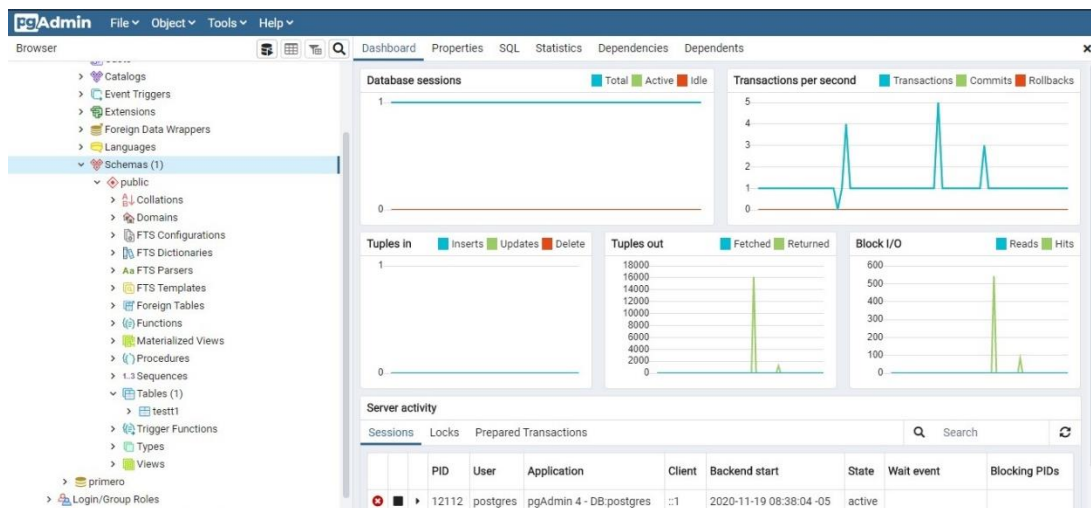 pgAdmin File Object Tools Help
Browser
Dashboard Properties SQL Statistics Dependencies Dependents
Catalogs
Event Triggers
Extensions
Foreign Data Wrappers
Languages
Schemas (1)
public
Collations
Domains
FTS Configurations
FTS Dictionaries
Aa FTS Parsers
FTS Templates
Foreign Tables
Functions
Materialized Views
Procedures
1..3 Sequences
Tables (1)
testt1
Trigger Functions
Types
Views
primero
Login/Group Roles
Database sessions Total Active Idle
1
0
Transactions per second Transactions Commits Rollbacks
5
4
3
2
1
0
Tuples in Inserts Updates Delete
1
0
Tuples out Fetched Returned
18000
16000
14000
12000
10000
8000
6000
4000
2000
0
Block I/O Reads Hits
600
500
400
300
200
100
0
Server activity
Sessions Locks Prepared Transactions Search
PID User Application Client Backend start State Wait event Blocking PIDs
12112 postgres pgAdmin 4 - DB:postgres ::1 2020-11-19 08:38:04 -05 active